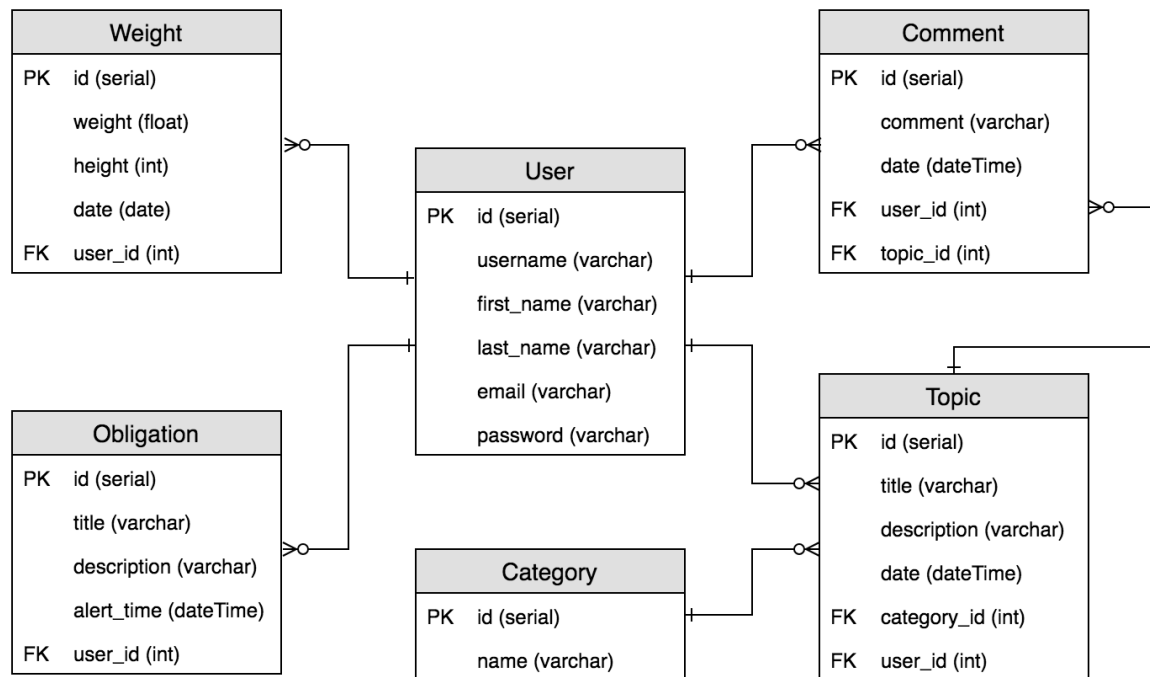 Weight
PK id (serial)
weight (float)
height (int)
date (date)
FK user_id (int)
User
PK id (serial)
username (varchar)
first_name (varchar)
last_name (varchar)
email (varchar)
password (varchar)
Comment
PK id (serial)
comment (varchar)
date (dateTime)
FK user_id (int)
FK topic_id (int)
Obligation
PK id (serial)
title (varchar)
description (varchar)
alert_time (dateTime)
FK user_id (int)
Category
PK id (serial)
name (varchar)
Topic
PK id (serial)
title (varchar)
description (varchar)
date (dateTime)
FK category_id (int)
FK user_id (int)